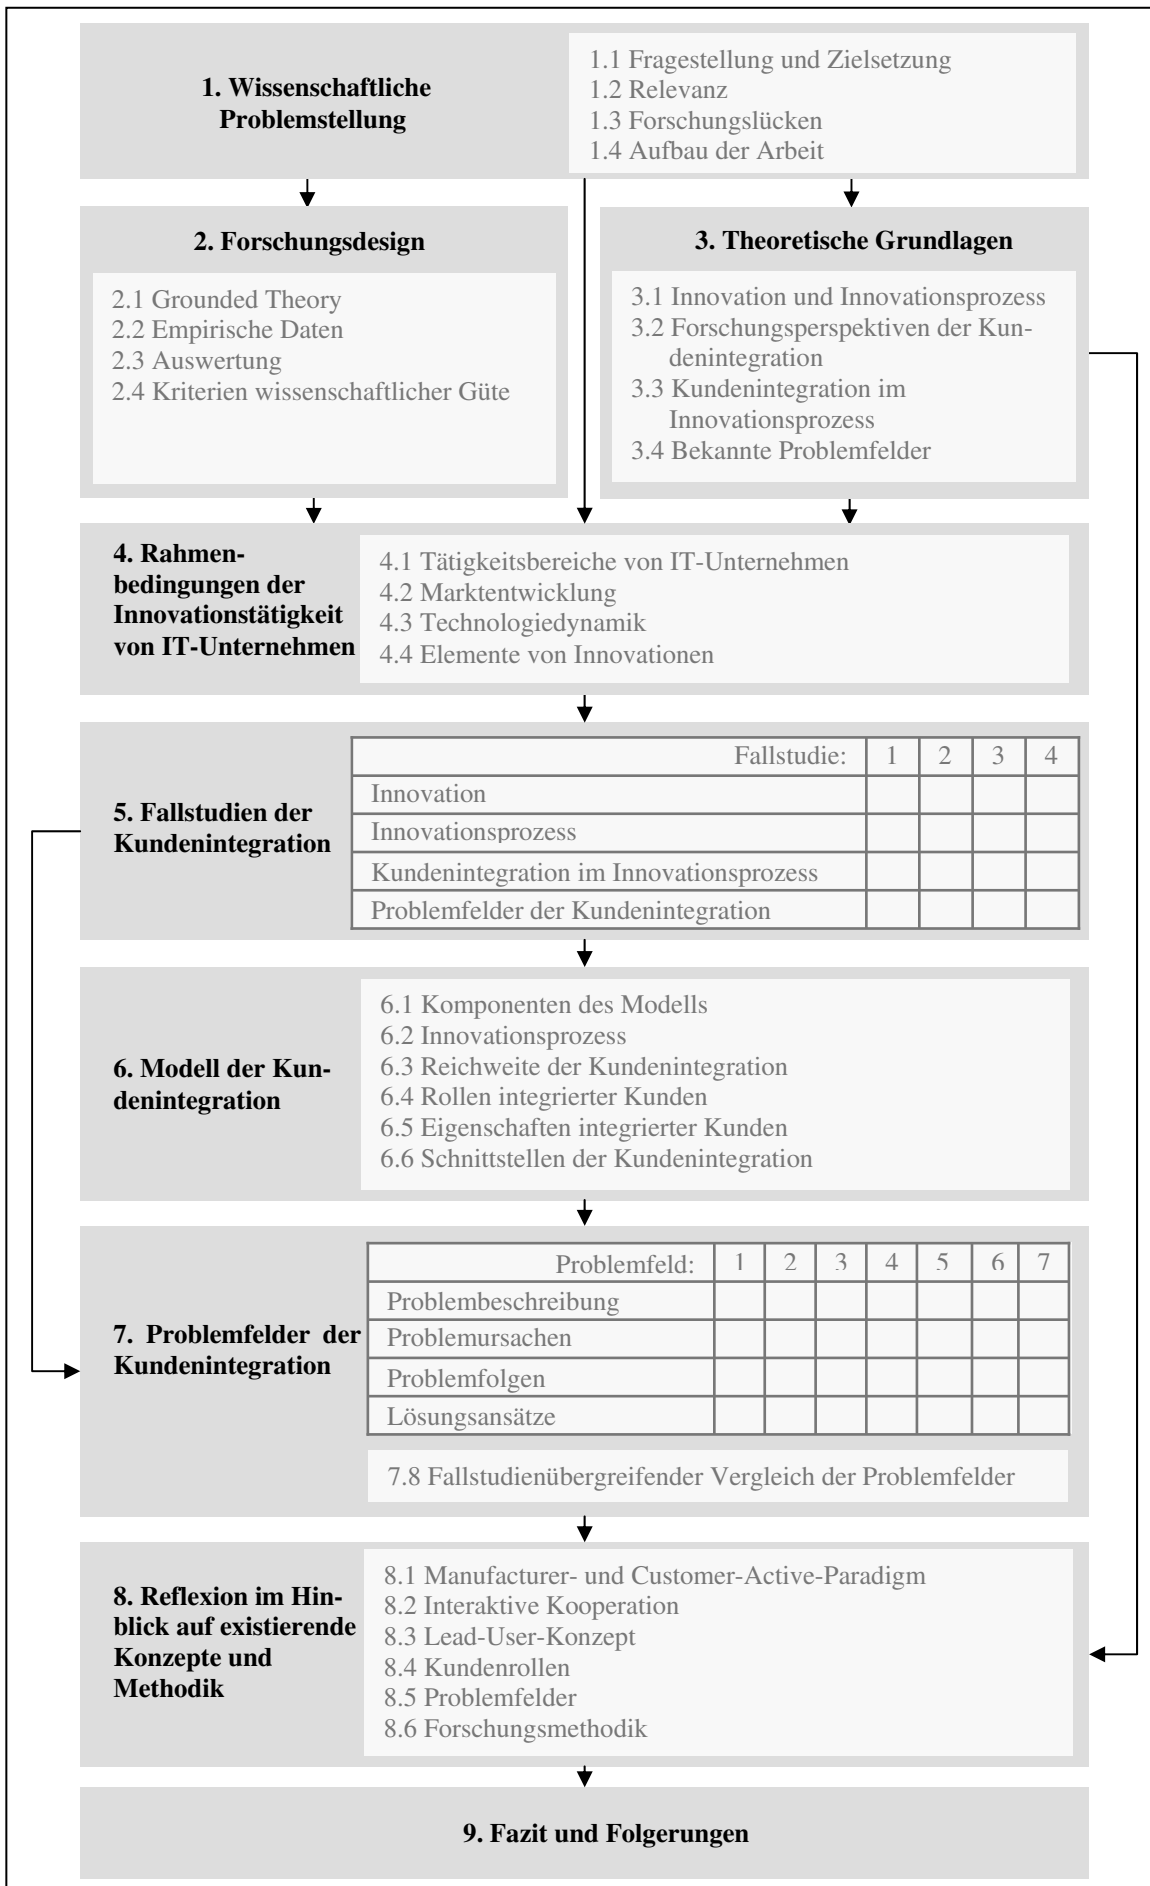 1. Wissenschaftliche
Problemstellung
1.1 Fragestellung und Zielsetzung
1.2 Relevanz
1.3 Forschungslücken
1.4 Aufbau der Arbeit
2. Forschungsdesign
2.1 Grounded Theory
2.2 Empirische Daten
2.3 Auswertung
2.4 Kriterien wissenschaftlicher Güte
3. Theoretische Grundlagen
3.1 Innovation und Innovationsprozess
3.2 Forschungsperspektiven der Kun-
denintegration
3.3 Kundenintegration im
Innovationsprozess
3.4 Bekannte Problemfelder
4. Rahmen-
bedingungen der
Innovationstätigkeit
von IT-Unternehmen
4.1 Tätigkeitsbereiche von IT-Unternehmen
4.2 Marktentwicklung
4.3 Technologiedynamik
4.4 Elemente von Innovationen
5. Fallstudien der
Kundenintegration
Fallstudie: 1 2 3 4
Innovation
Innovationsprozess
Kundenintegration im Innovationsprozess
Problemfelder der Kundenintegration
6. Modell der Kun-
denintegration
6.1 Komponenten des Modells
6.2 Innovationsprozess
6.3 Reichweite der Kundenintegration
6.4 Rollen integrierter Kunden
6.5 Eigenschaften integrierter Kunden
6.6 Schnittstellen der Kundenintegration
7. Problemfelder der
Kundenintegration
Problemfeld: 1 2 3 4 5 6 7
Problembeschreibung
Problemursachen
Problemfolgen
Lösungsansätze
7.8 Fallstudienübergreifender Vergleich der Problemfelder
8. Reflexion im Hin-
blick auf existierende
Konzepte und
Methodik
8.1 Manufacturer- und Customer-Active-Paradigm
8.2 Interaktive Kooperation
8.3 Lead-User-Konzept
8.4 Kundenrollen
8.5 Problemfelder
8.6 Forschungsmethodik
9. Fazit und Folgerungen